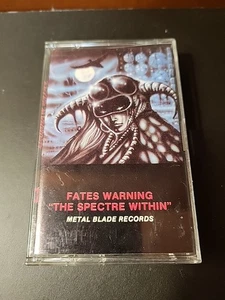 FATES WARNING
"THE SPECTRE WITHIN"
METAL BLADE RECORDS